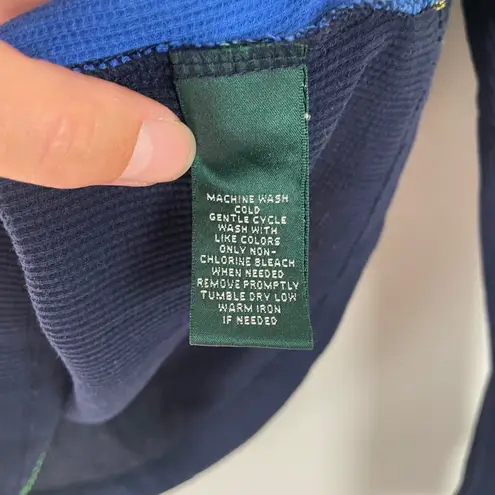 MACHINE WASH
COLD
GENTLE CYCLE
WASH WITH
LIKE COLORS
ONLY NON-
CHLORINE BLEACH
WHEN NEEDED
REMOVE PROMPTLY
TUMBLE DRY LOW
WARM IRON
IF NEEDED